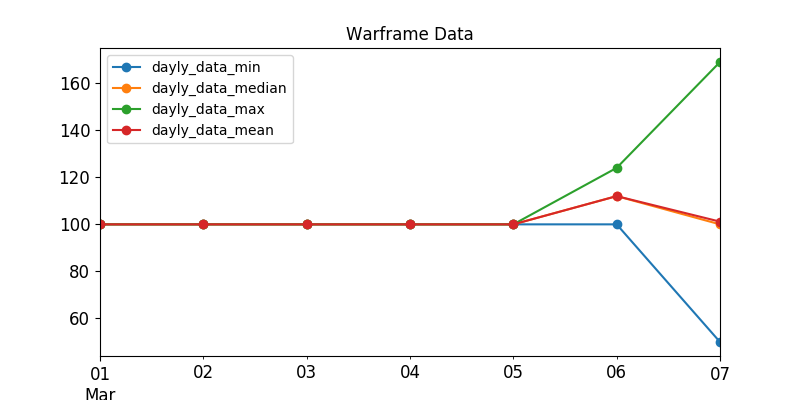 Warframe Data
dayly_data_min
dayly_data_median
dayly_data_max
dayly_data_mean
160
140
120
100
80
60
01 02 03 04 05 06 07
Mar